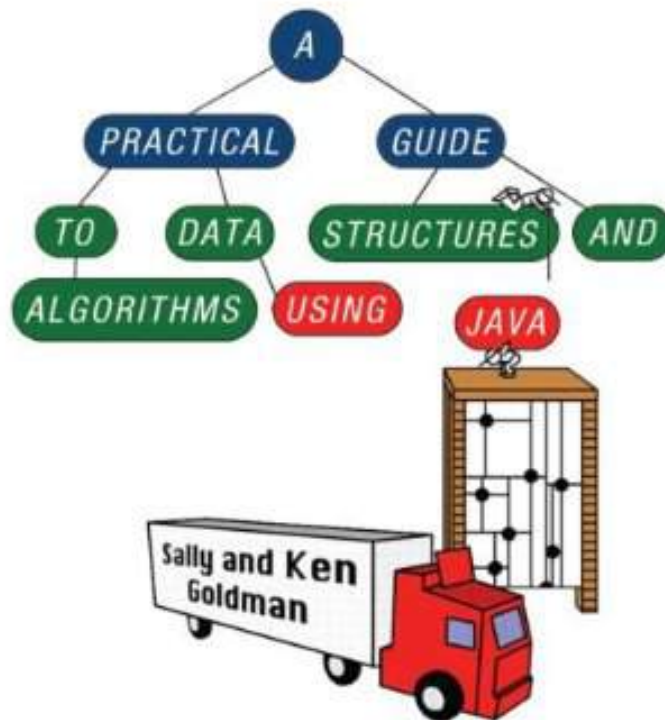 A
PRACTICAL GUIDE
TO DATA STRUCTURES AND
ALGORITHMS USING JAVA
Sally and Ken
Goldman